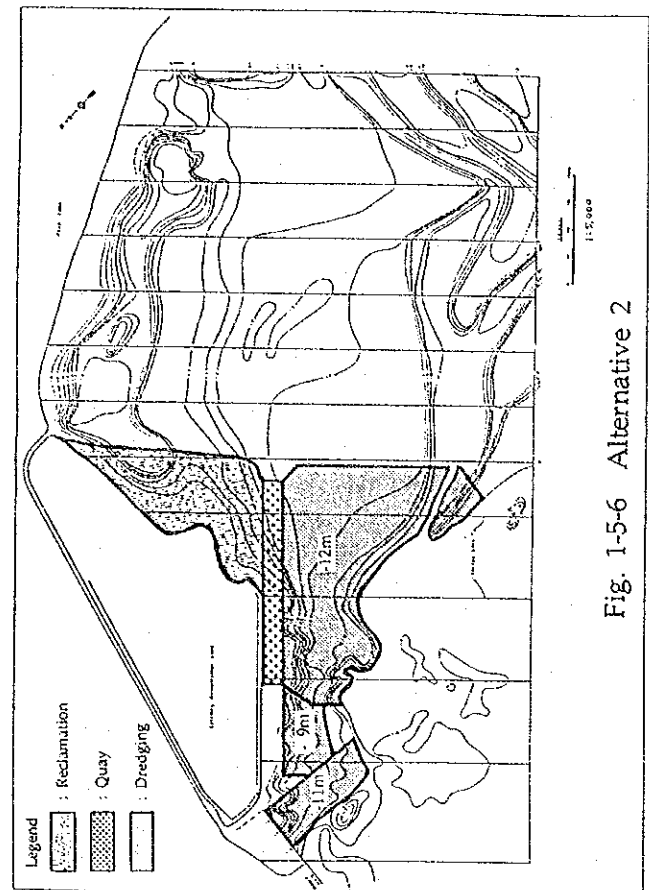 Legend
: Reclamation
: Quay
: Dredging
-12m
-9m
-11m
1:5,000
Fig. 1-5-6 Alternative 2